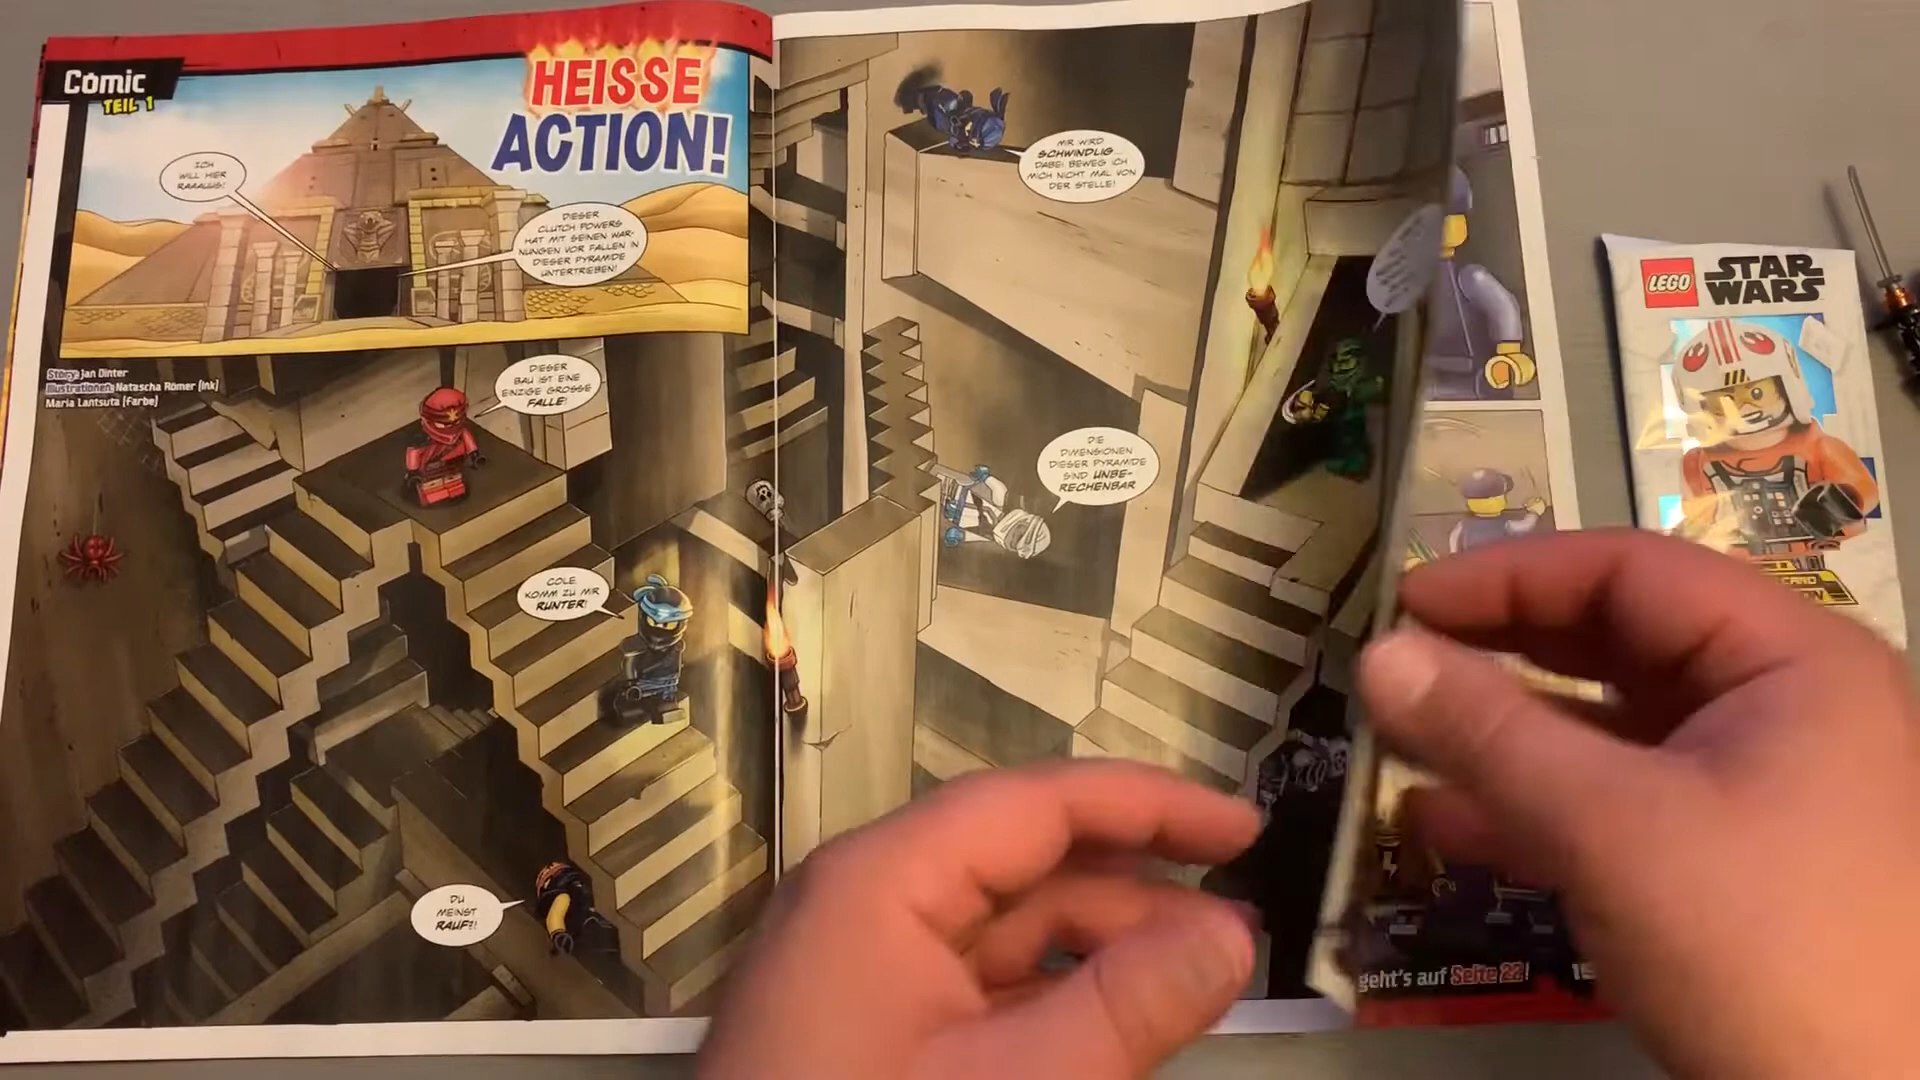 Comic
TEIL 1
HEISSE
ACTION!
ICH
WILL HIER
RAAAUS!
DIESER
CLUTCH POWERS
HAT MIT SEINEN WAR-
NUNGEN VOR FALLEN IN
DIESER PYRAMIDE
UNTERTRIEBEN!
Story: Jan Dinter
Illustrationen: Natascha Römer (Ink)
Maria Lantsuta (Farbe)
DIESER
BAU IST EINE
EINZIGE GROSSE
FALLE!
COLE,
KOMM ZU MIR
RUNTER!
DU
MEINST
RAUF?!
MIR WIRD
SCHWINDLIG...
DABEI BEWEG ICH
MICH NICHT MAL VON
DER STELLE!
DIE
DIMENSIONEN
DIESER PYRAMIDE
SIND UNBE-
RECHENBAR
geht's auf Seite 22!
LEGO
STAR
WARS